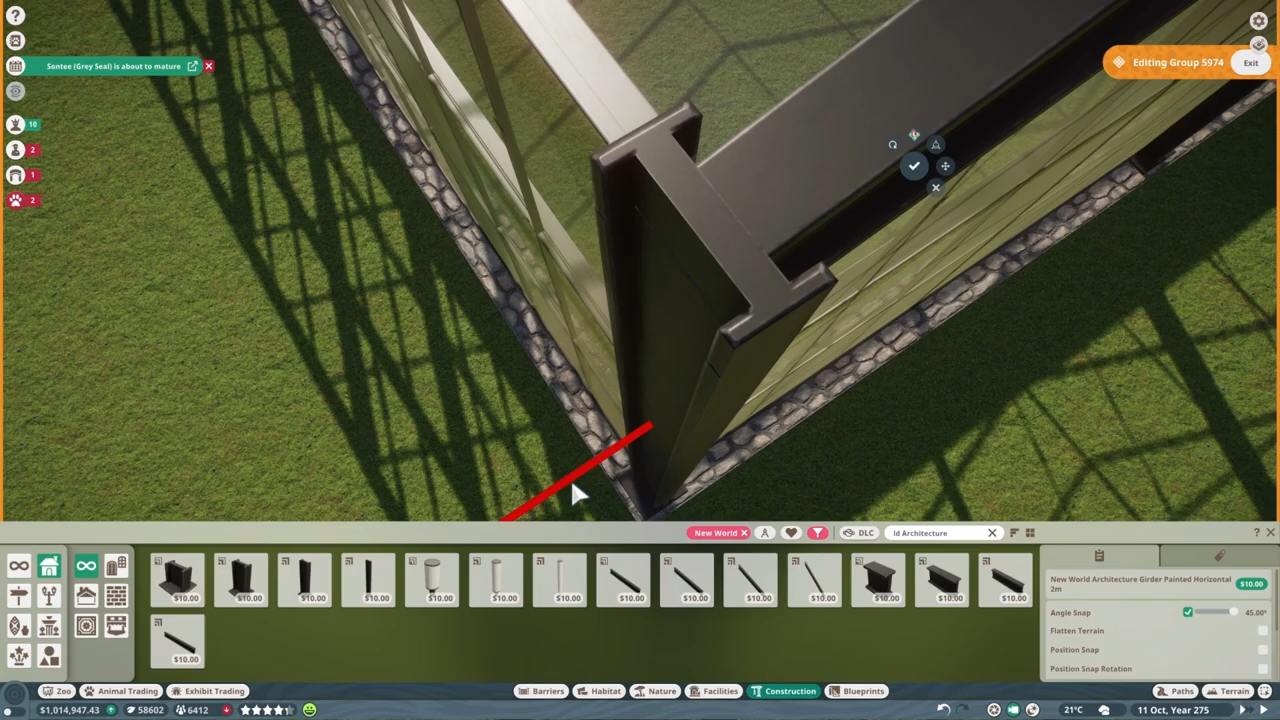 ?
Sontee (Grey Seal) is about to mature
10
2
1
2
Editing Group 5974 Exit
New World DLC ld Architecture ?
$10.00 $10.00 $10.00 $10.00 $10.00 $10.00 $10.00 $10.00 $10.00 $10.00 $10.00 $10.00 $10.00 $10.00
$10.00
New World Architecture Girder Painted Horizontal
2m
$10.00
Angle Snap 45.00°
Flatten Terrain
Position Snap
Position Snap Rotation
Zoo Animal Trading Exhibit Trading Barriers Habitat Nature Facilities Construction Blueprints Paths Terrain
$1,014,947.43 58602 6412 21°C 11 Oct, Year 275